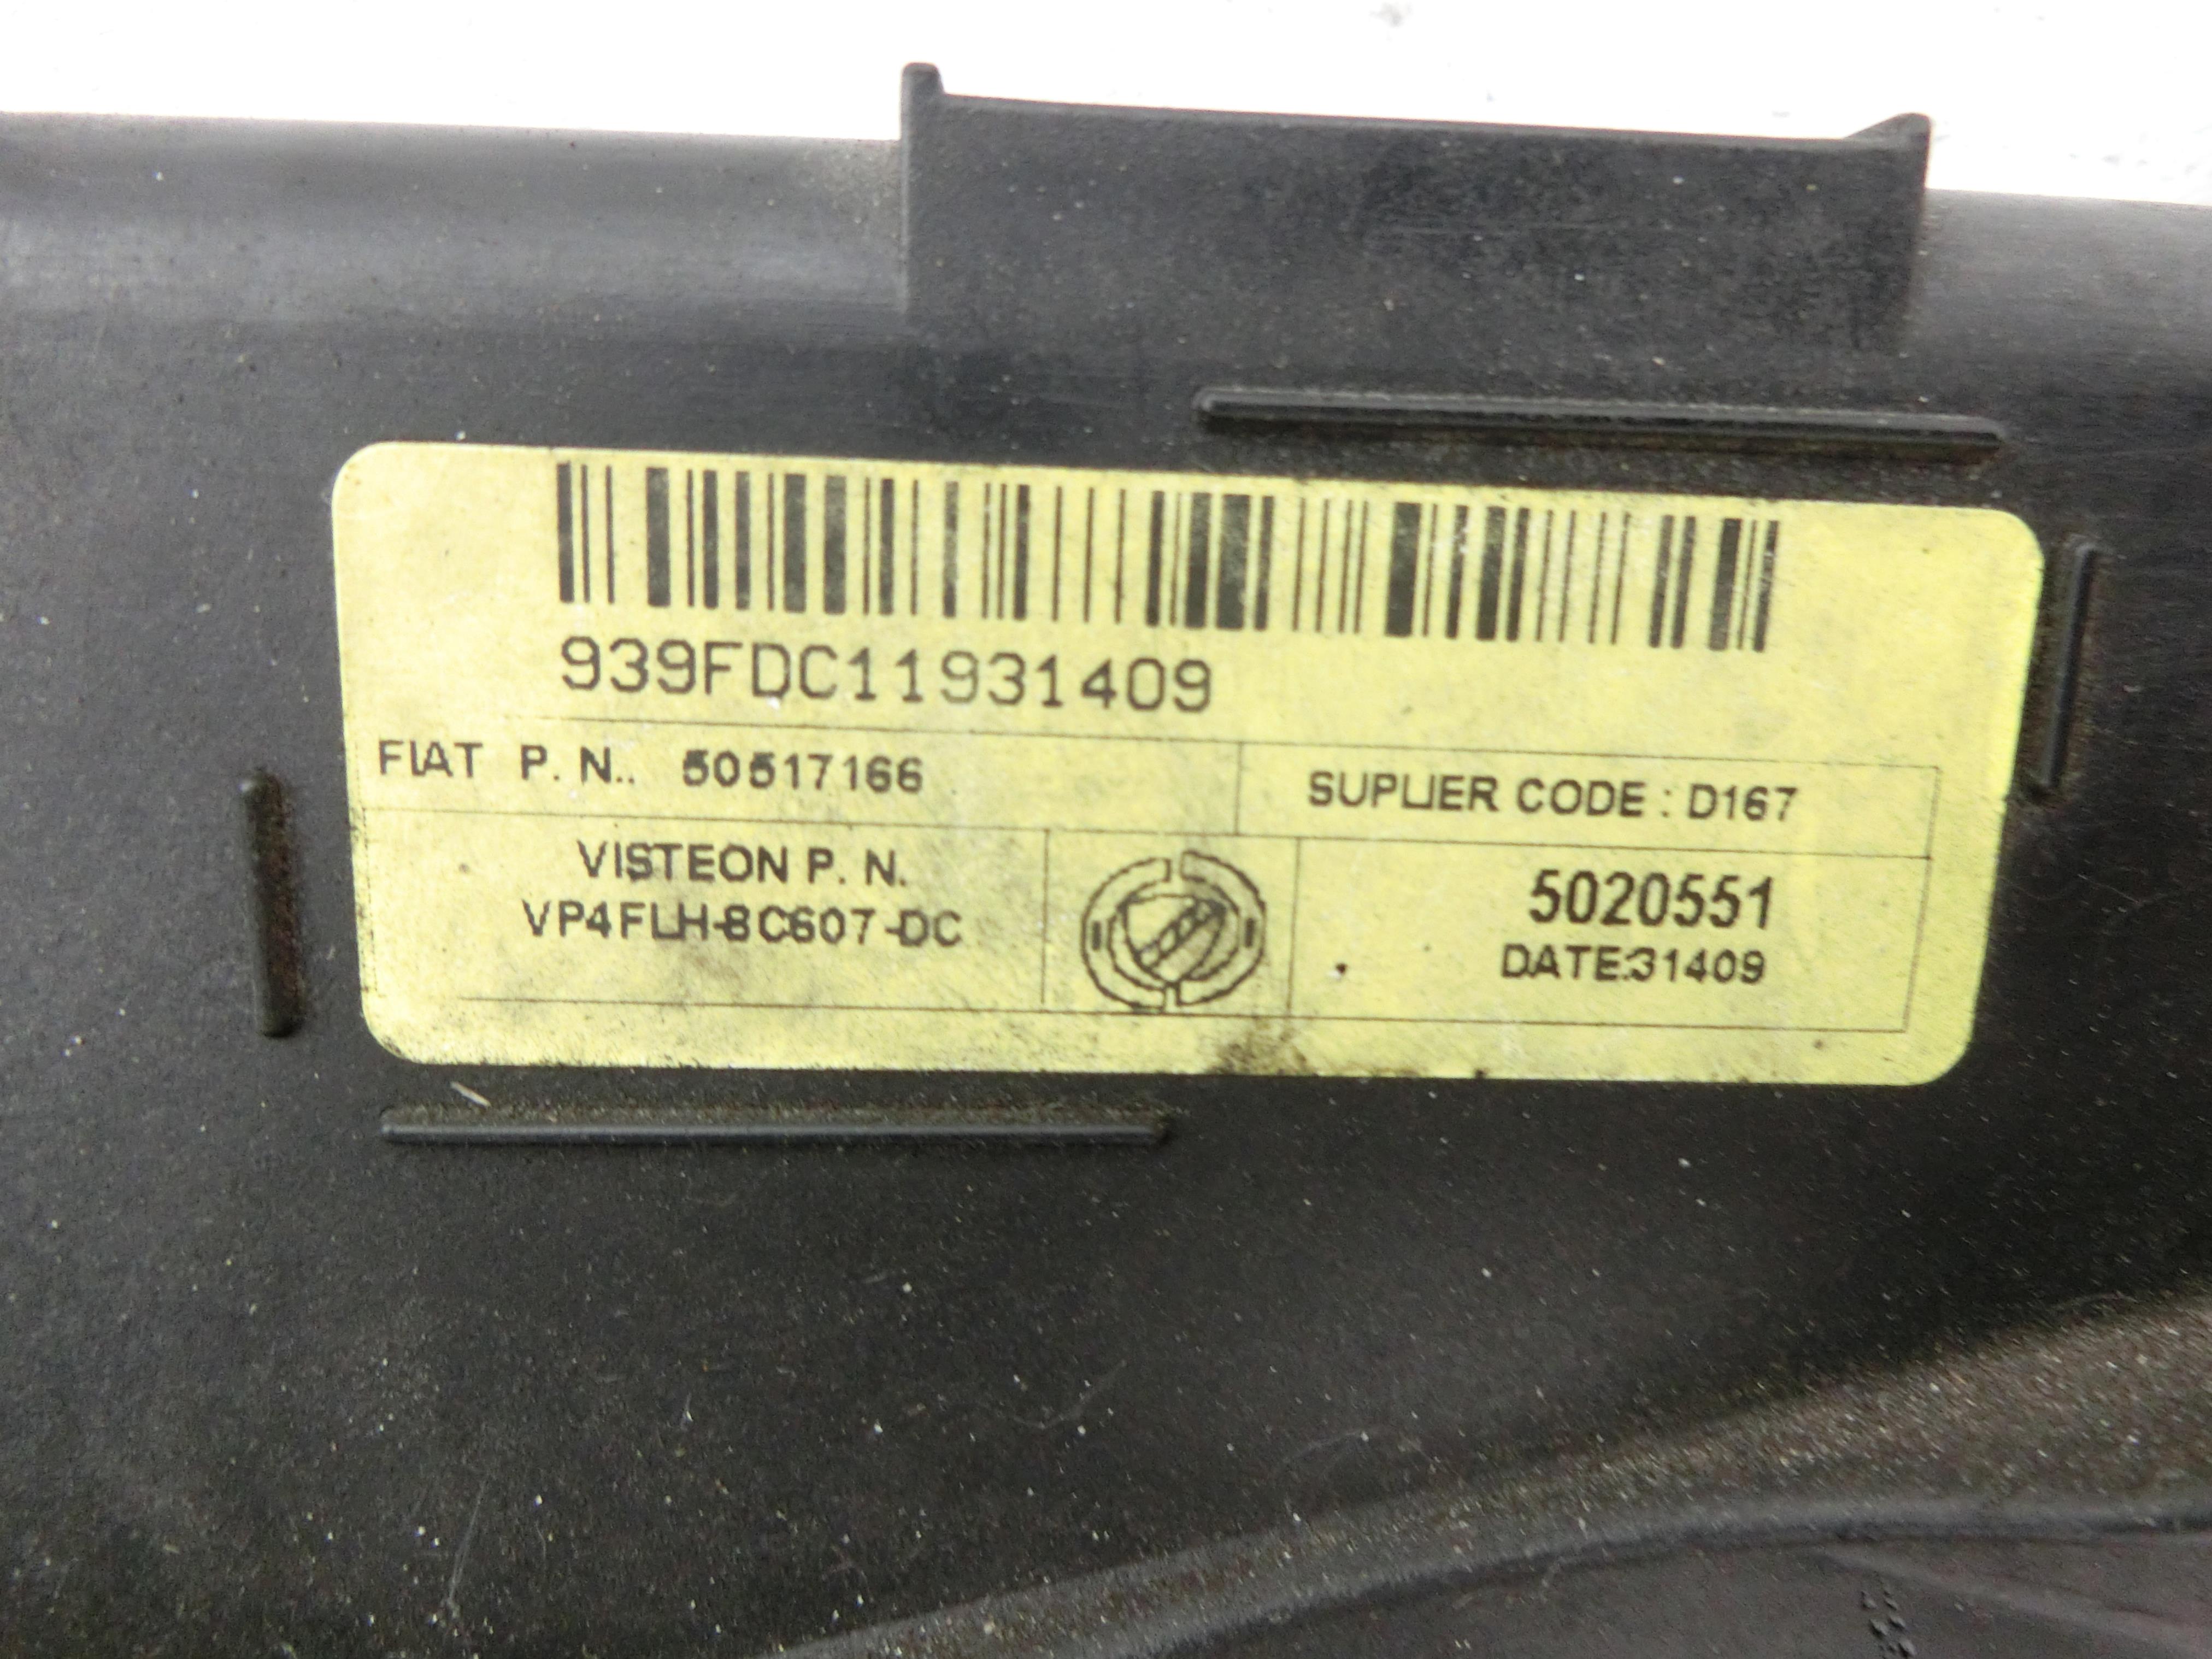 939FDC11931409
FIAT P. N.. 50517166
SUPLIER CODE : D167
VISTEON P. N.
VP4FLH-8C607-DC
5020551
DATE:31409